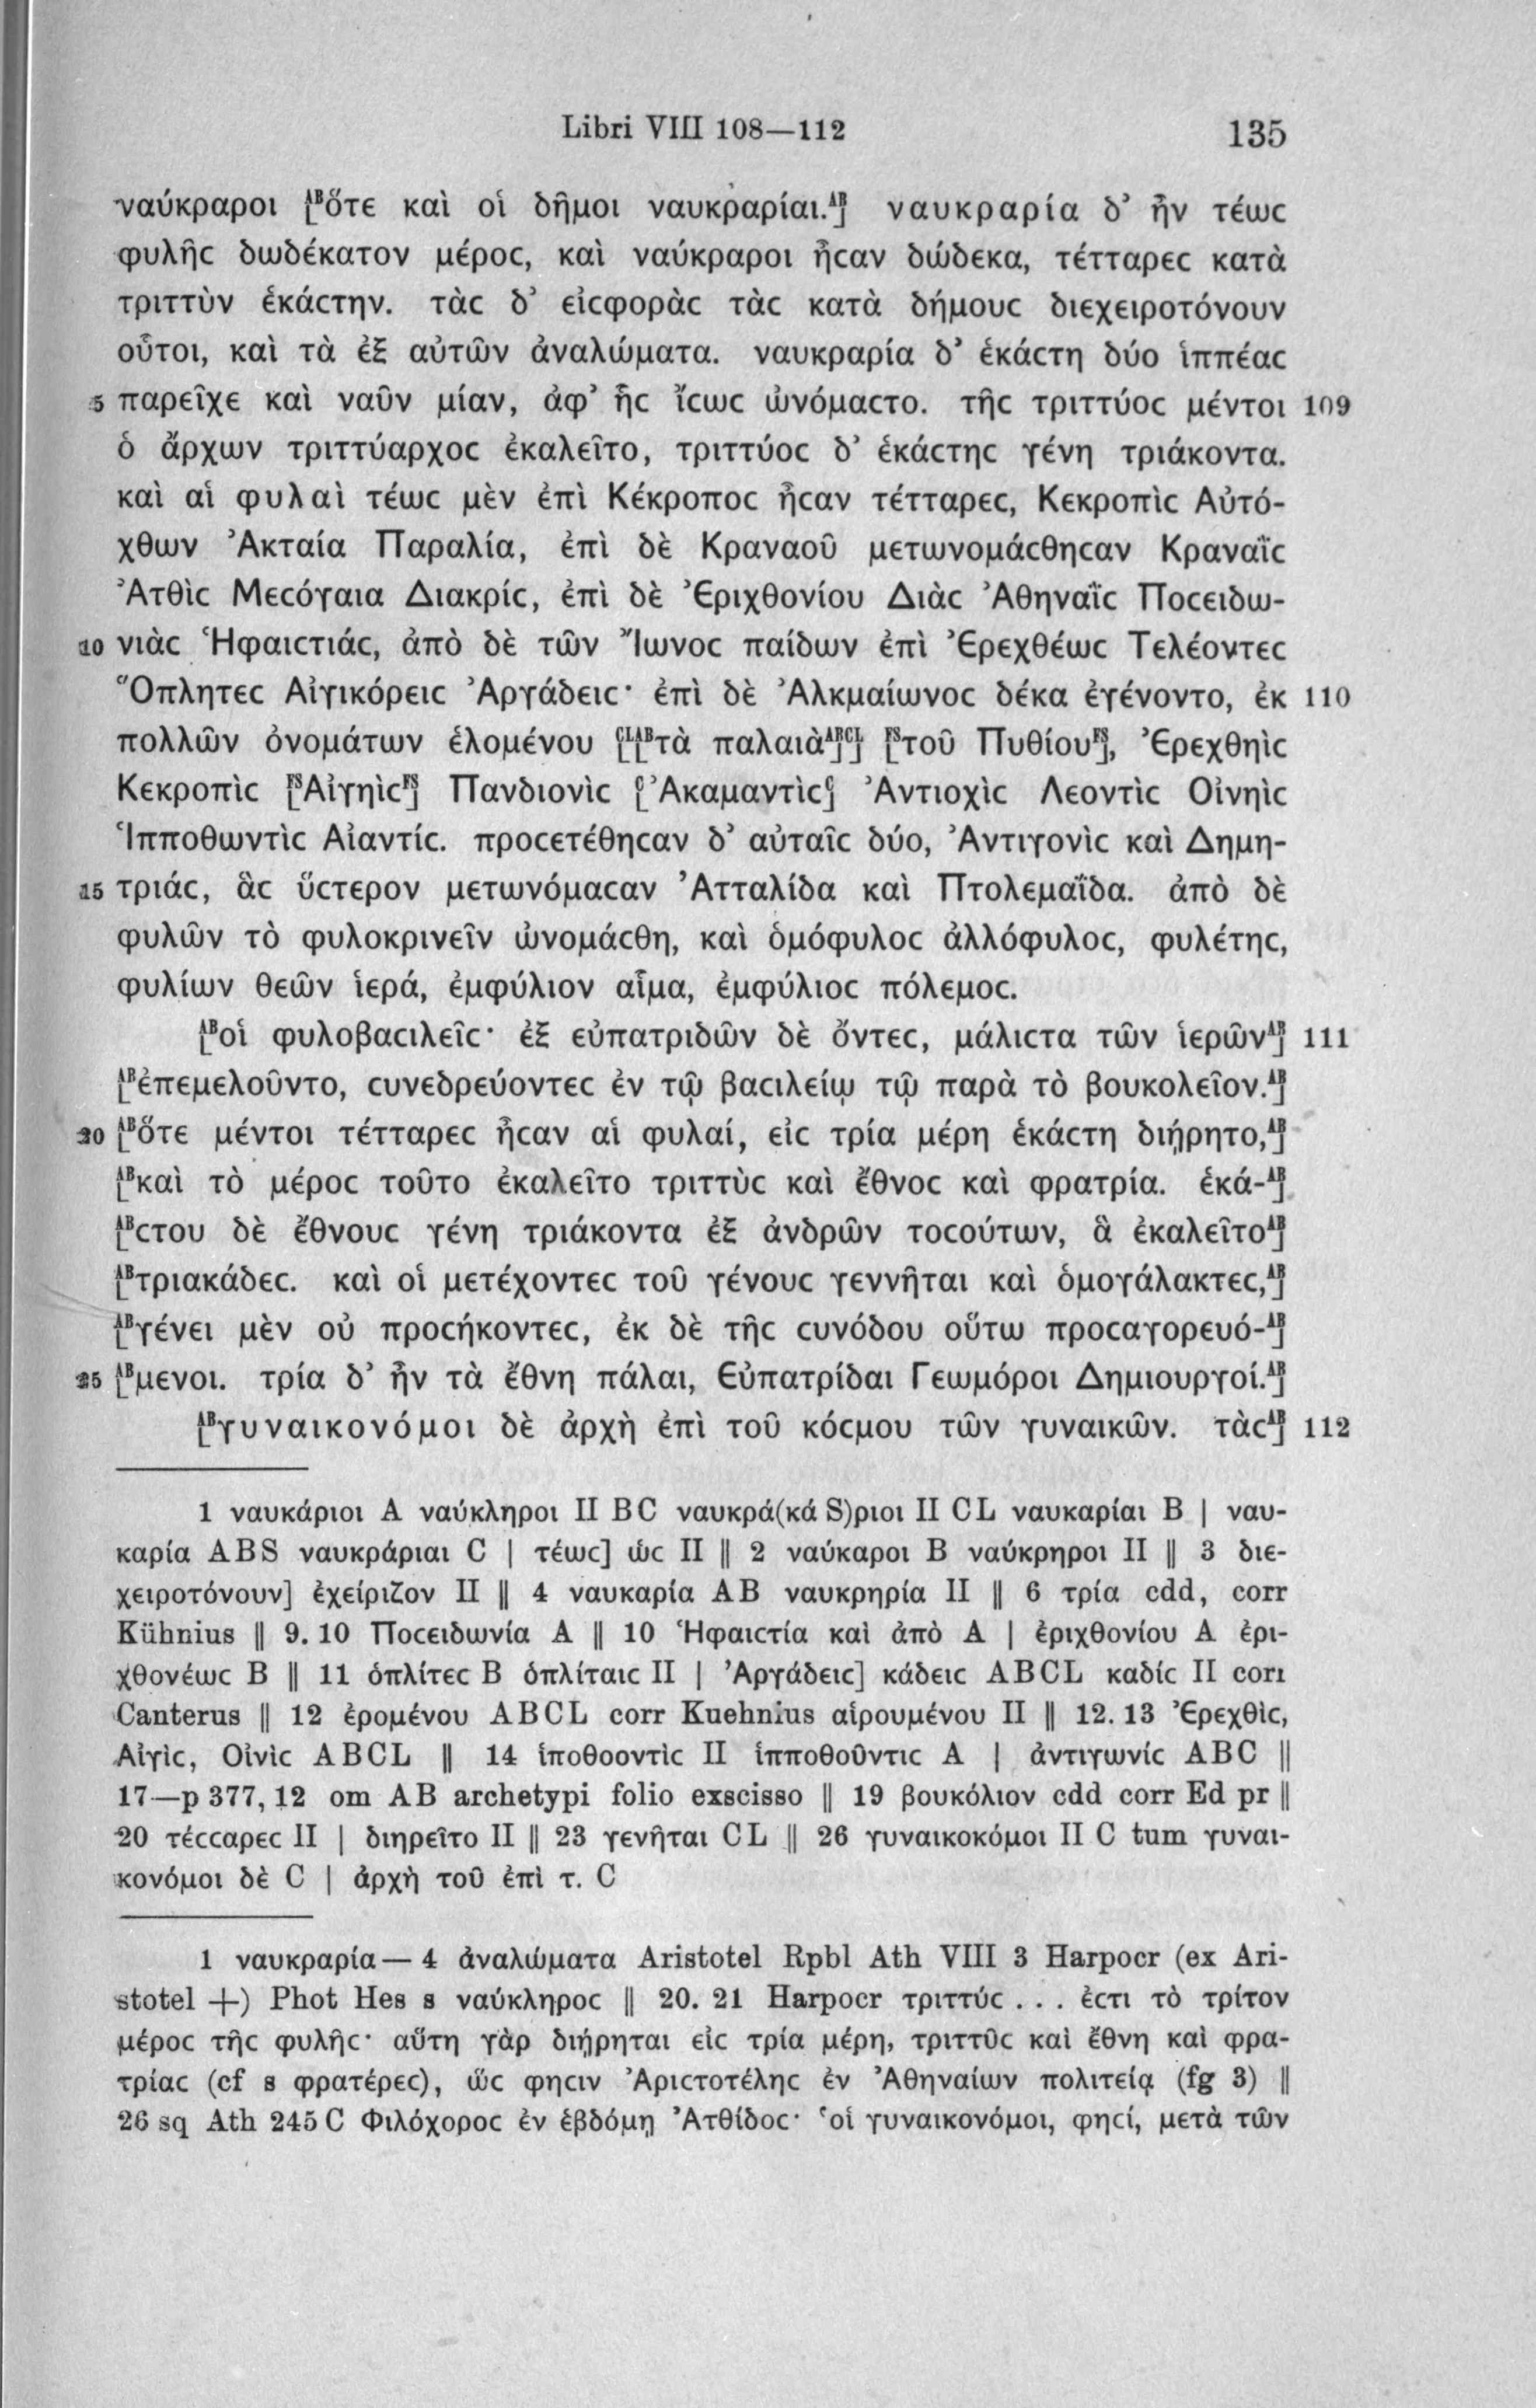 Libri VIII 108—112 135
ναύκραροι [ᴬᴮὅτε καὶ οἱ δῆμοι ναυκραρίαι.ᴬᴮ] ναυκραρία δ’ ἦν τέωϲ
φυλῆϲ δωδέκατον μέροϲ, καὶ ναύκραροι ἦϲαν δώδεκα, τέτταρεϲ κατὰ
τριττὺν ἑκάϲτην. τὰϲ δ’ εἰϲφορὰϲ τὰϲ κατὰ δήμουϲ διεχειροτόνουν
οὗτοι, καὶ τὰ ἐξ αὐτῶν ἀναλώματα. ναυκραρία δ’ ἑκάϲτη δύο ἱππέαϲ
5 παρεῖχε καὶ ναῦν μίαν, ἀφ’ ἧϲ ἴϲωϲ ὠνόμαϲτο. τῆϲ τριττύοϲ μέντοι 109
ὁ ἄρχων τριττύαρχοϲ ἐκαλεῖτο, τριττύοϲ δ’ ἑκάϲτηϲ γένη τριάκοντα.
καὶ αἱ φυλαὶ τέωϲ μὲν ἐπὶ Κέκροποϲ ἦϲαν τέτταρεϲ, Κεκροπὶϲ Αὐτό-
χθων Ἀκταία Παραλία, ἐπὶ δὲ Κραναοῦ μετωνομάϲθηϲαν Κραναῒϲ
Ἀτθὶϲ Μεϲόγαια Διακρίϲ, ἐπὶ δὲ Ἐριχθονίου Διὰϲ Ἀθηναῒϲ Ποϲειδω-
10 νιὰϲ Ἡφαιϲτιάϲ, ἀπὸ δὲ τῶν Ἴωνοϲ παίδων ἐπὶ Ἐρεχθέωϲ Τελέοντεϲ
Ὅπλητεϲ Αἰγικόρειϲ Ἀργάδειϲ· ἐπὶ δὲ Ἀλκμαίωνοϲ δέκα ἐγένοντο, ἐκ 110
πολλῶν ὀνομάτων ἑλομένου [ᶜᴸ[ᴬᴮτὰ παλαιὰᴬᴮ]ᶜᴸ] [ᶠˢτοῦ Πυθίουᶠˢ], Ἐρεχθηὶϲ
Κεκροπὶϲ [ᶠˢΑἰγηὶϲᶠˢ] Πανδιονὶϲ [ᶜἈκαμαντὶϲᶜ] Ἀντιοχὶϲ Λεοντὶϲ Οἰνηὶϲ
Ἱπποθωντὶϲ Αἰαντίϲ. προϲετέθηϲαν δ’ αὐταῖϲ δύο, Ἀντιγονὶϲ καὶ Δημη-
15 τριάϲ, ἃϲ ὕϲτερον μετωνόμαϲαν Ἀτταλίδα καὶ Πτολεμαΐδα. ἀπὸ δὲ
φυλῶν τὸ φυλοκρινεῖν ὠνομάϲθη, καὶ ὁμόφυλοϲ ἀλλόφυλοϲ, φυλέτηϲ,
φυλίων θεῶν ἱερά, ἐμφύλιον αἷμα, ἐμφύλιοϲ πόλεμοϲ.
[ᴬᴮοἱ φυλοβαϲιλεῖϲ· ἐξ εὐπατριδῶν δὲ ὄντεϲ, μάλιϲτα τῶν ἱερῶνᴬᴮ] 111
[ᴬᴮἐπεμελοῦντο, ϲυνεδρεύοντεϲ ἐν τῷ βαϲιλείῳ τῷ παρὰ τὸ βουκολεῖον.ᴬᴮ]
20 [ᴬᴮὅτε μέντοι τέτταρεϲ ἦϲαν αἱ φυλαί, εἰϲ τρία μέρη ἑκάϲτη διῄρητο,ᴬᴮ]
[ᴬᴮκαὶ τὸ μέροϲ τοῦτο ἐκαλεῖτο τριττὺϲ καὶ ἔθνοϲ καὶ φρατρία. ἑκά-ᴬᴮ]
[ᴬᴮϲτου δὲ ἔθνουϲ γένη τριάκοντα ἐξ ἀνδρῶν τοϲούτων, ἃ ἐκαλεῖτοᴬᴮ]
[ᴬᴮτριακάδεϲ. καὶ οἱ μετέχοντεϲ τοῦ γένουϲ γεννῆται καὶ ὁμογάλακτεϲ,ᴬᴮ]
[ᴬᴮγένει μὲν οὐ προϲήκοντεϲ, ἐκ δὲ τῆϲ ϲυνόδου οὕτω προϲαγορευό-ᴬᴮ]
25 [ᴬᴮμενοι. τρία δ’ ἦν τὰ ἔθνη πάλαι, Εὐπατρίδαι Γεωμόροι Δημιουργοί.ᴬᴮ]
[ᴬᴮγυναικονόμοι δὲ ἀρχὴ ἐπὶ τοῦ κόϲμου τῶν γυναικῶν. τὰϲᴬᴮ] 112
1 ναυκάριοι A ναύκληροι II BC ναυκρά(κά S)ριοι II CL ναυκαρίαι B | ναυ-
καρία ABS ναυκράριαι C | τέωϲ] ὡϲ II || 2 ναύκαροι B ναύκρηροι II || 3 διε-
χειροτόνουν] ἐχείριζον II || 4 ναυκαρία AB ναυκρηρία II || 6 τρία cdd, corr
Kühnius || 9. 10 Ποϲειδωνία A || 10 Ἡφαιϲτία καὶ ἀπὸ A | ἐριχθονίου A ἐρι-
χθονέωϲ B || 11 ὁπλίτεϲ B ὁπλίταιϲ II | Ἀργάδειϲ] κάδειϲ ABCL καδίϲ II corr
Canterus || 12 ἐρομένου ABCL corr Kuehnius αἱρουμένου II || 12. 13 Ἐρεχθὶϲ,
Αἰγὶϲ, Οἰνὶϲ ABCL || 14 ἱποθοοντὶϲ II ἱπποθοῦντιϲ A | ἀντιγωνίϲ ABC ||
17—p 377, 12 om AB archetypi folio exscisso || 19 βουκόλιον cdd corr Ed pr ||
20 τέϲϲαρεϲ II | διηρεῖτο II || 23 γενῆται CL || 26 γυναικοκόμοι II C tum γυναι-
κονόμοι δὲ C | ἀρχὴ τοῦ ἐπὶ τ. C
1 ναυκραρία — 4 ἀναλώματα Aristotel Rpbl Ath VIII 3 Harpocr (ex Ari-
stotel +) Phot Hes s ναύκληροϲ || 20. 21 Harpocr τριττύϲ . . . ἐϲτι τὸ τρίτον
μέροϲ τῆϲ φυλῆϲ· αὕτη γὰρ διῄρηται εἰϲ τρία μέρη, τριττῦϲ καὶ ἔθνη καὶ φρα-
τρίαϲ (cf s φρατέρεϲ), ὥϲ φηϲιν Ἀριϲτοτέληϲ ἐν Ἀθηναίων πολιτείᾳ (fg 3) ||
26 sq Ath 245 C Φιλόχοροϲ ἐν ἑβδόμῃ Ἀτθίδοϲ· ‘οἱ γυναικονόμοι, φηϲί, μετὰ τῶν